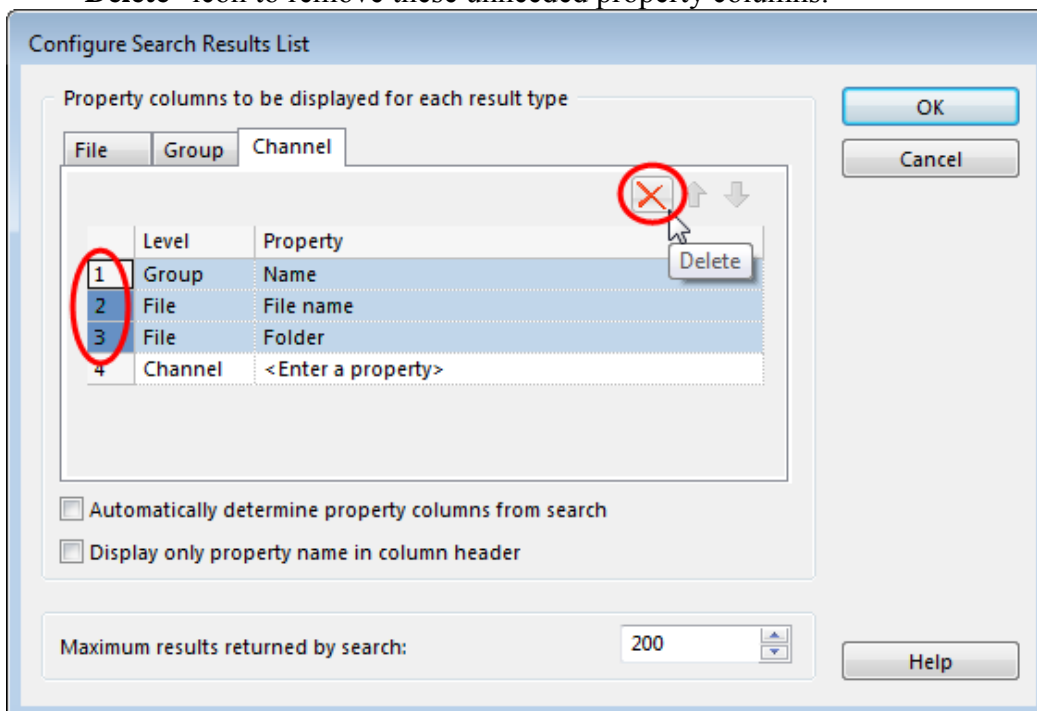 "Delete" icon to remove these unneeded property columns.
Configure Search Results List
Property columns to be displayed for each result type
OK
File Group Channel
Cancel
Level Property
Delete
1 Group Name
2 File File name
3 File Folder
4 Channel <Enter a property>
Automatically determine property columns from search
Display only property name in column header
Maximum results returned by search: 200
Help